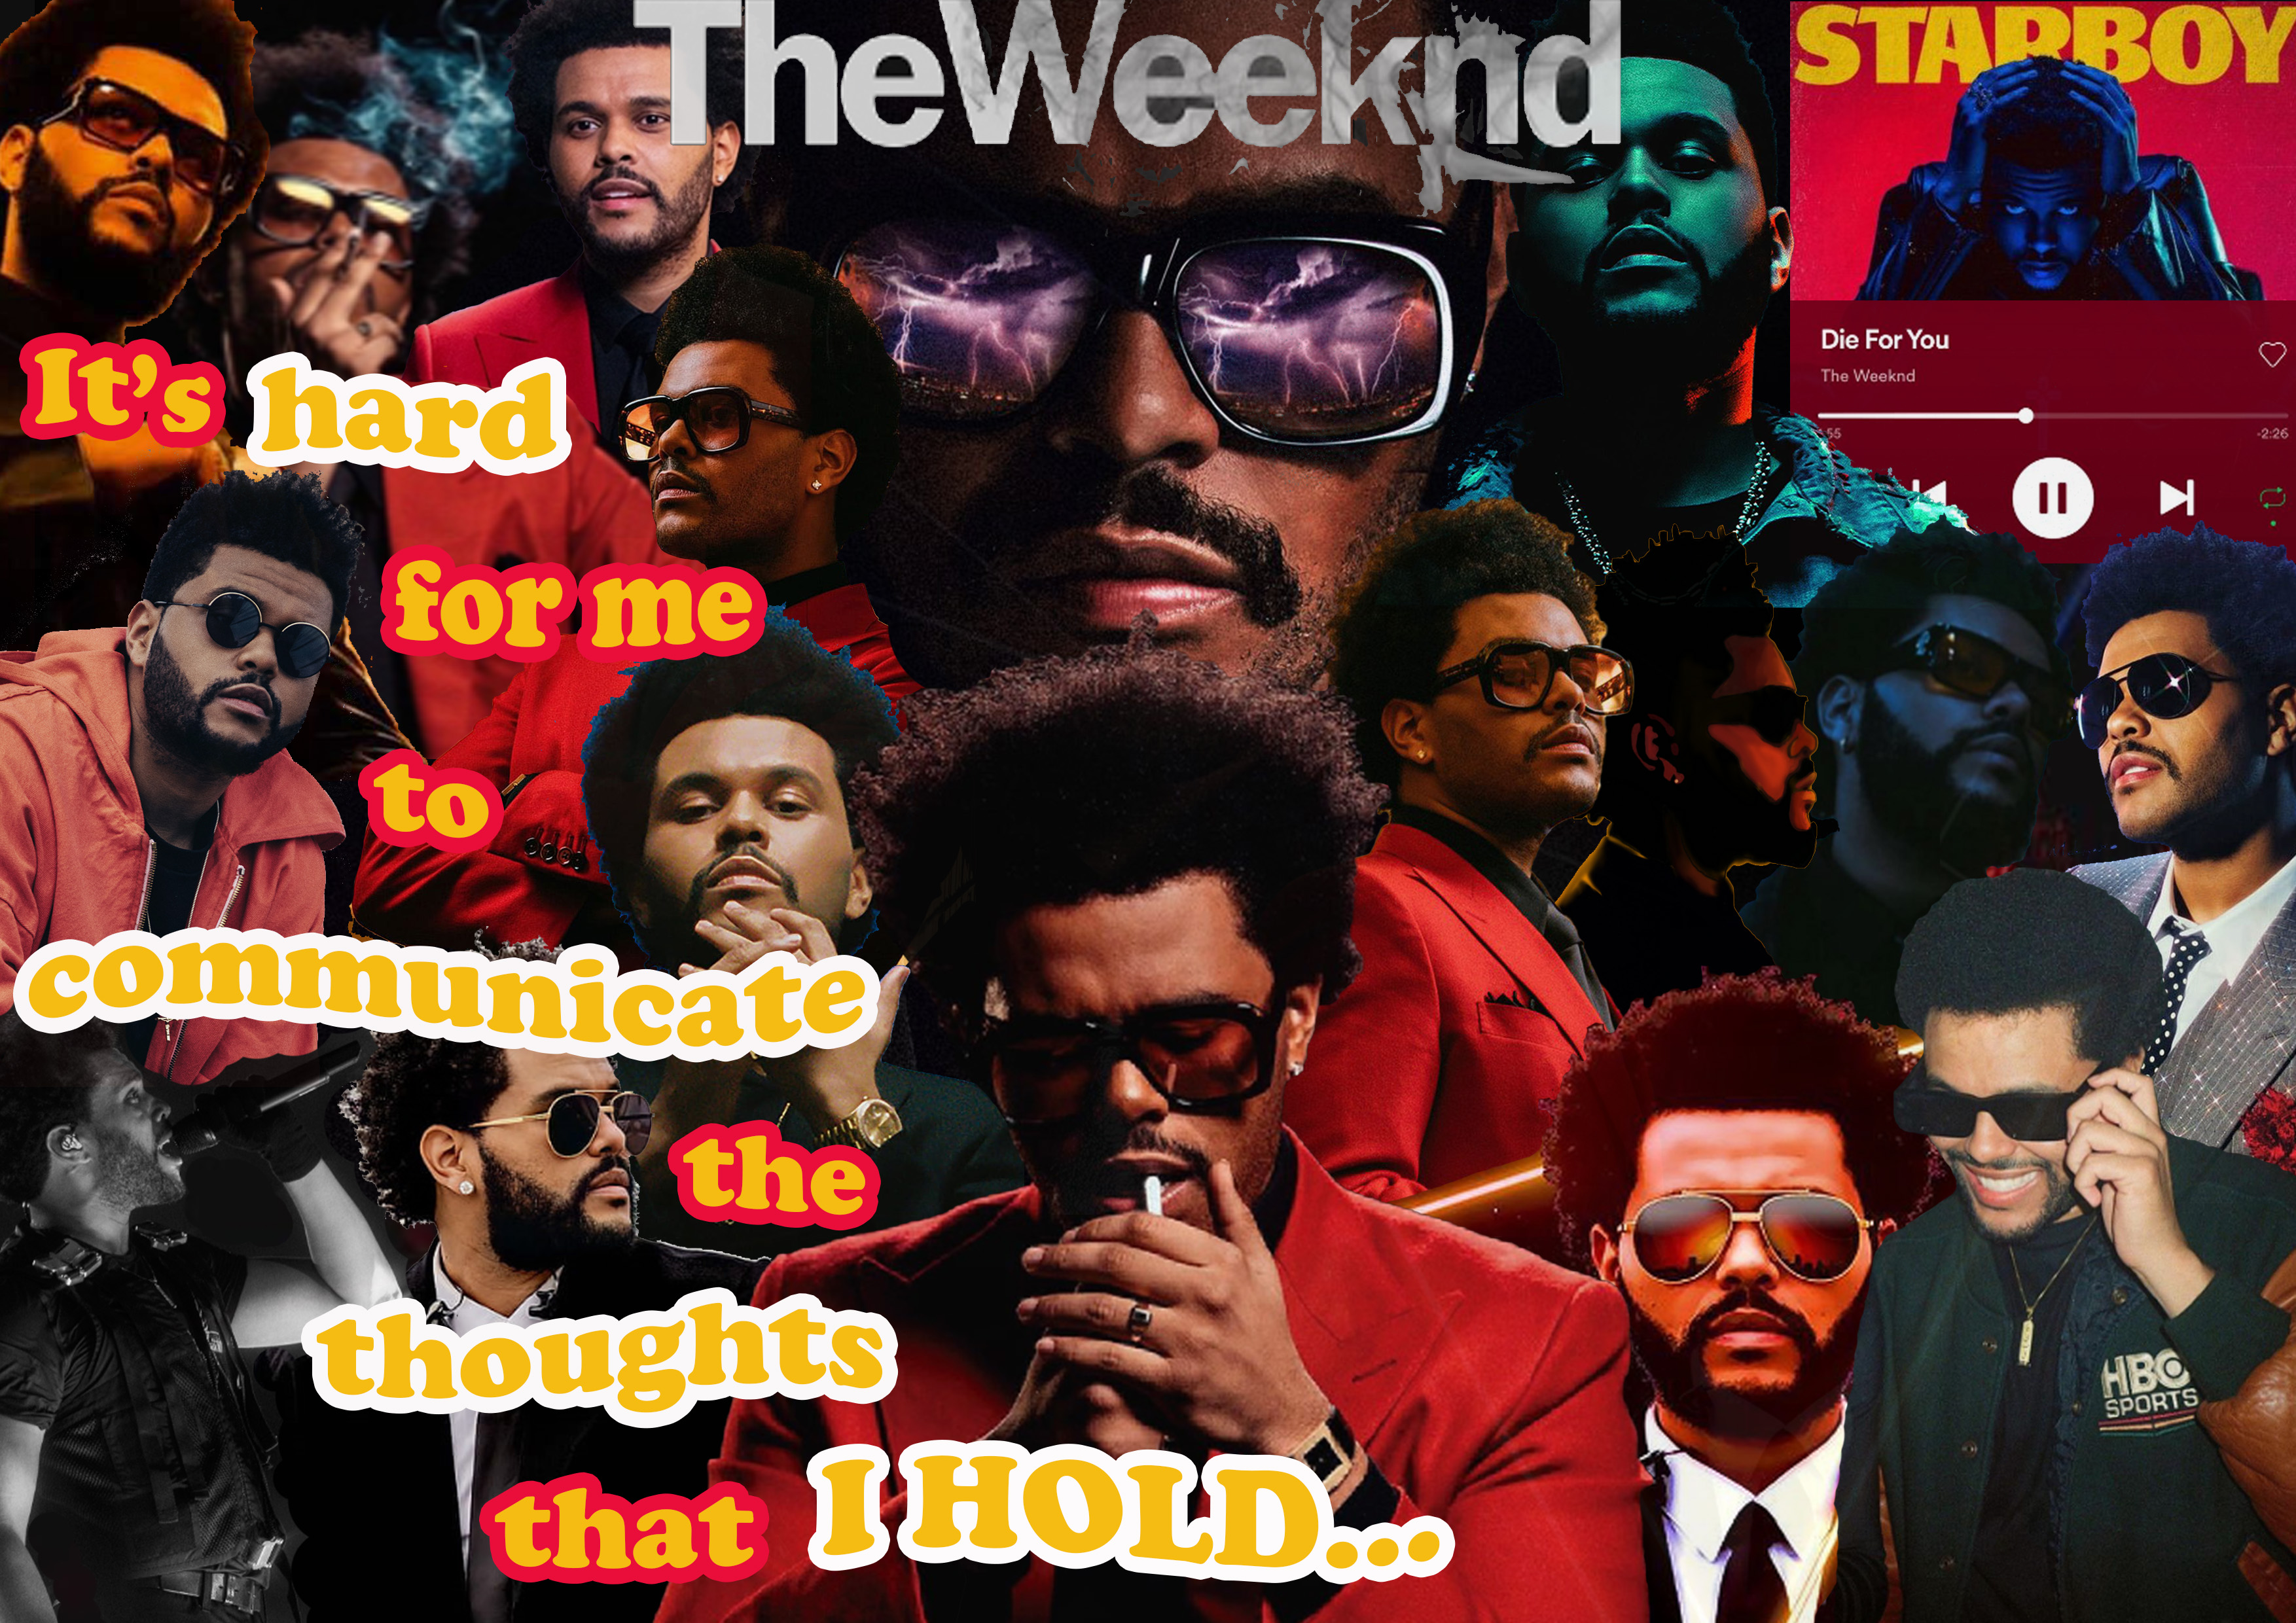 TheWeeknd
STARBOY
Die For You
The Weeknd
:55
-2:26
It's hard
for me
to
communicate
the
thoughts
that I HOLD...
HBO
SPORTS